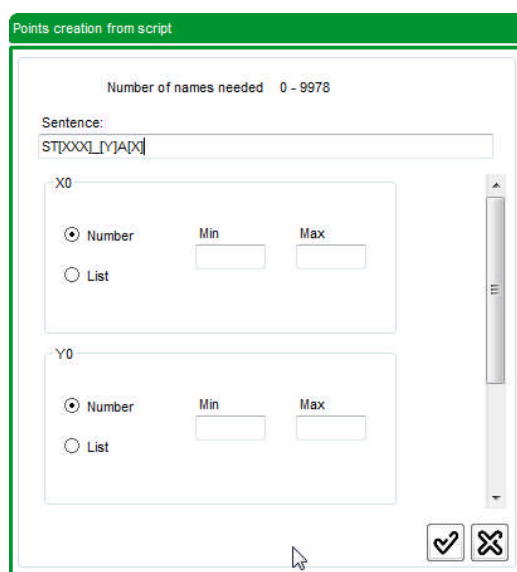 Points creation from script
Number of names needed 0 - 9978
Sentence:
ST[XXX]_[Y]A[X]
X0
Number Min Max
List
Y0
Number Min Max
List